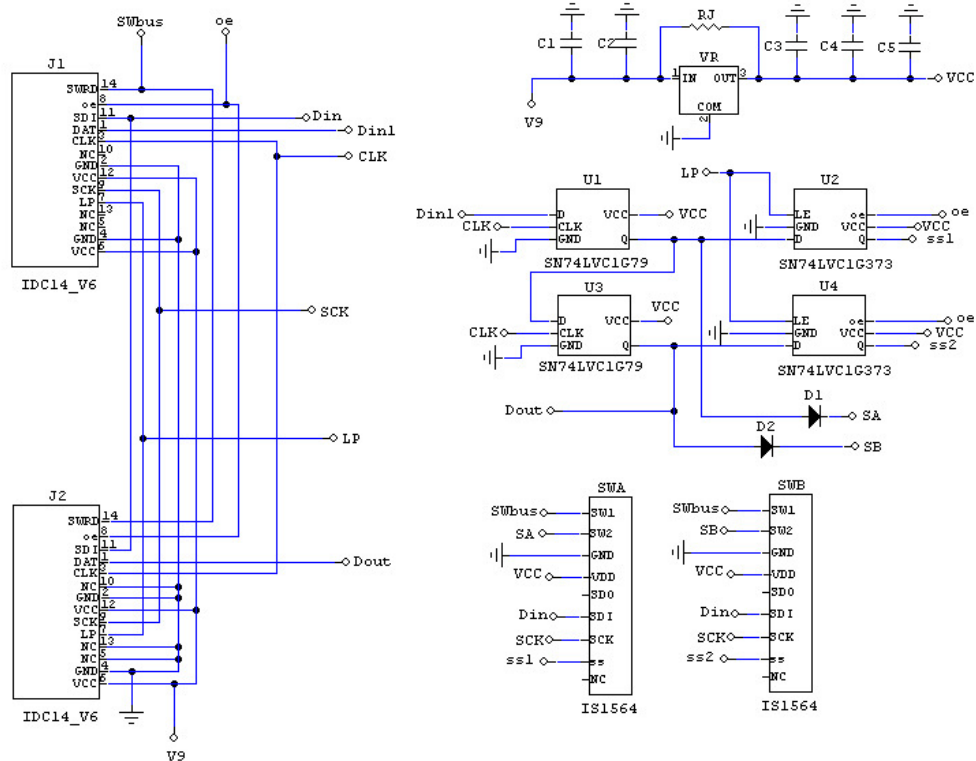 SWbus
oe
J1
SWRD 14
oe 8
SDI 11
Din
DAT 1
Din1
CLK 3
CLK
NC 10
GND 2
VCC 12
SCK 9
LP 7
NC 13
NC 5
GND 4
VCC 6
IDC14_V6
SCK
LP
J2
SWRD 14
oe 8
SDI 11
DAT 1
Dout
CLK 3
NC 10
GND 2
VCC 12
SCK 9
LP 7
NC 13
NC 5
GND 4
VCC 6
IDC14_V6
V9
C1
C2
RJ
C3
C4
C5
VR
1 IN OUT 3
COM
2
VCC
V9
LP
U1
Din1
D VCC
VCC
CLK
CLK
GND Q
SN74LVC1G79
U2
LE oe
oe
GND VCC
VCC
D Q
ss1
SN74LVC1G373
U3
D VCC
VCC
CLK
CLK
GND Q
SN74LVC1G79
U4
LE oe
oe
GND VCC
VCC
D Q
ss2
SN74LVC1G373
Dout
D1
SA
D2
SB
SWA
SWbus SW1
SA SW2
GND
VCC VDD
SDO
Din SDI
SCK SCK
ss1 ss
NC
IS1564
SWB
SWbus SW1
SB SW2
GND
VCC VDD
SDO
Din SDI
SCK SCK
ss2 ss
NC
IS1564